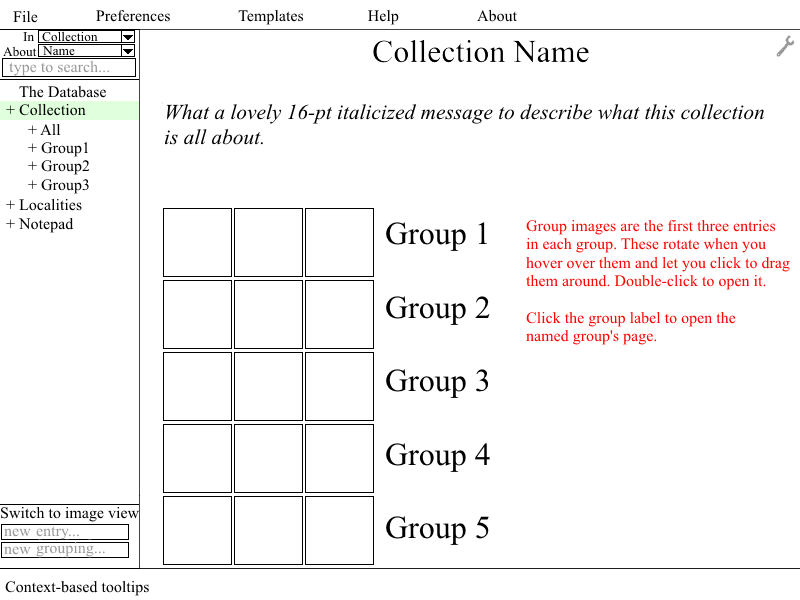 File Preferences Templates Help About
In Collection
About Name
type to search...
The Database
+ Collection
+ All
+ Group1
+ Group2
+ Group3
+ Localities
+ Notepad
Switch to image view
new entry...
new grouping...
Collection Name
What a lovely 16-pt italicized message to describe what this collection
is all about.
Group 1
Group 2
Group 3
Group 4
Group 5
Group images are the first three entries
in each group. These rotate when you
hover over them and let you click to drag
them around. Double-click to open it.
Click the group label to open the
named group's page.
Context-based tooltips